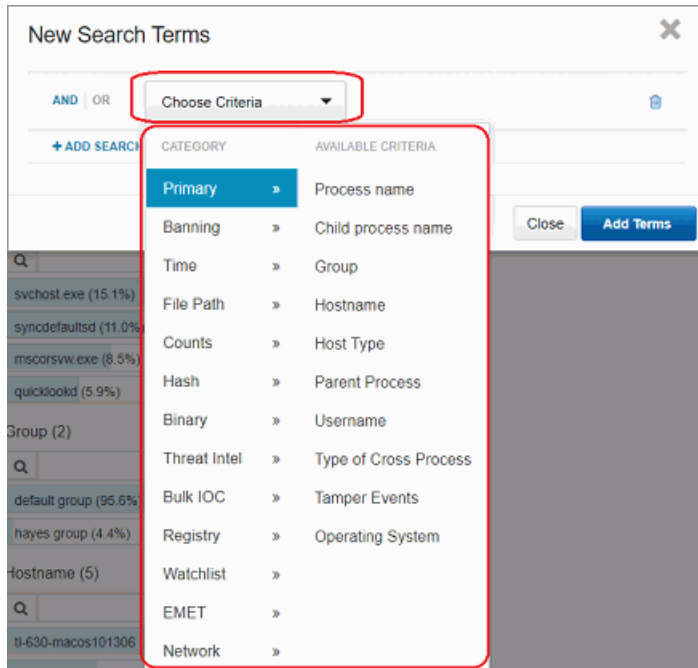 New Search Terms
AND OR Choose Criteria
+ ADD SEARCH
CATEGORY AVAILABLE CRITERIA
Primary » Process name
Banning » Child process name
Close Add Terms
Time » Group
File Path » Hostname
svchost.exe (15.1%)
Counts » Host Type
syncdefaultsd (11.0%
mscorsvw.exe (8.5%)
Hash » Parent Process
quicklookd (5.9%)
Binary » Username
Group (2)
Threat Intel » Type of Cross Process
Bulk IOC » Tamper Events
default group (95.6%
Registry » Operating System
hayes group (4.4%)
Watchlist »
Hostname (5)
EMET »
tl-630-macos101306
Network »